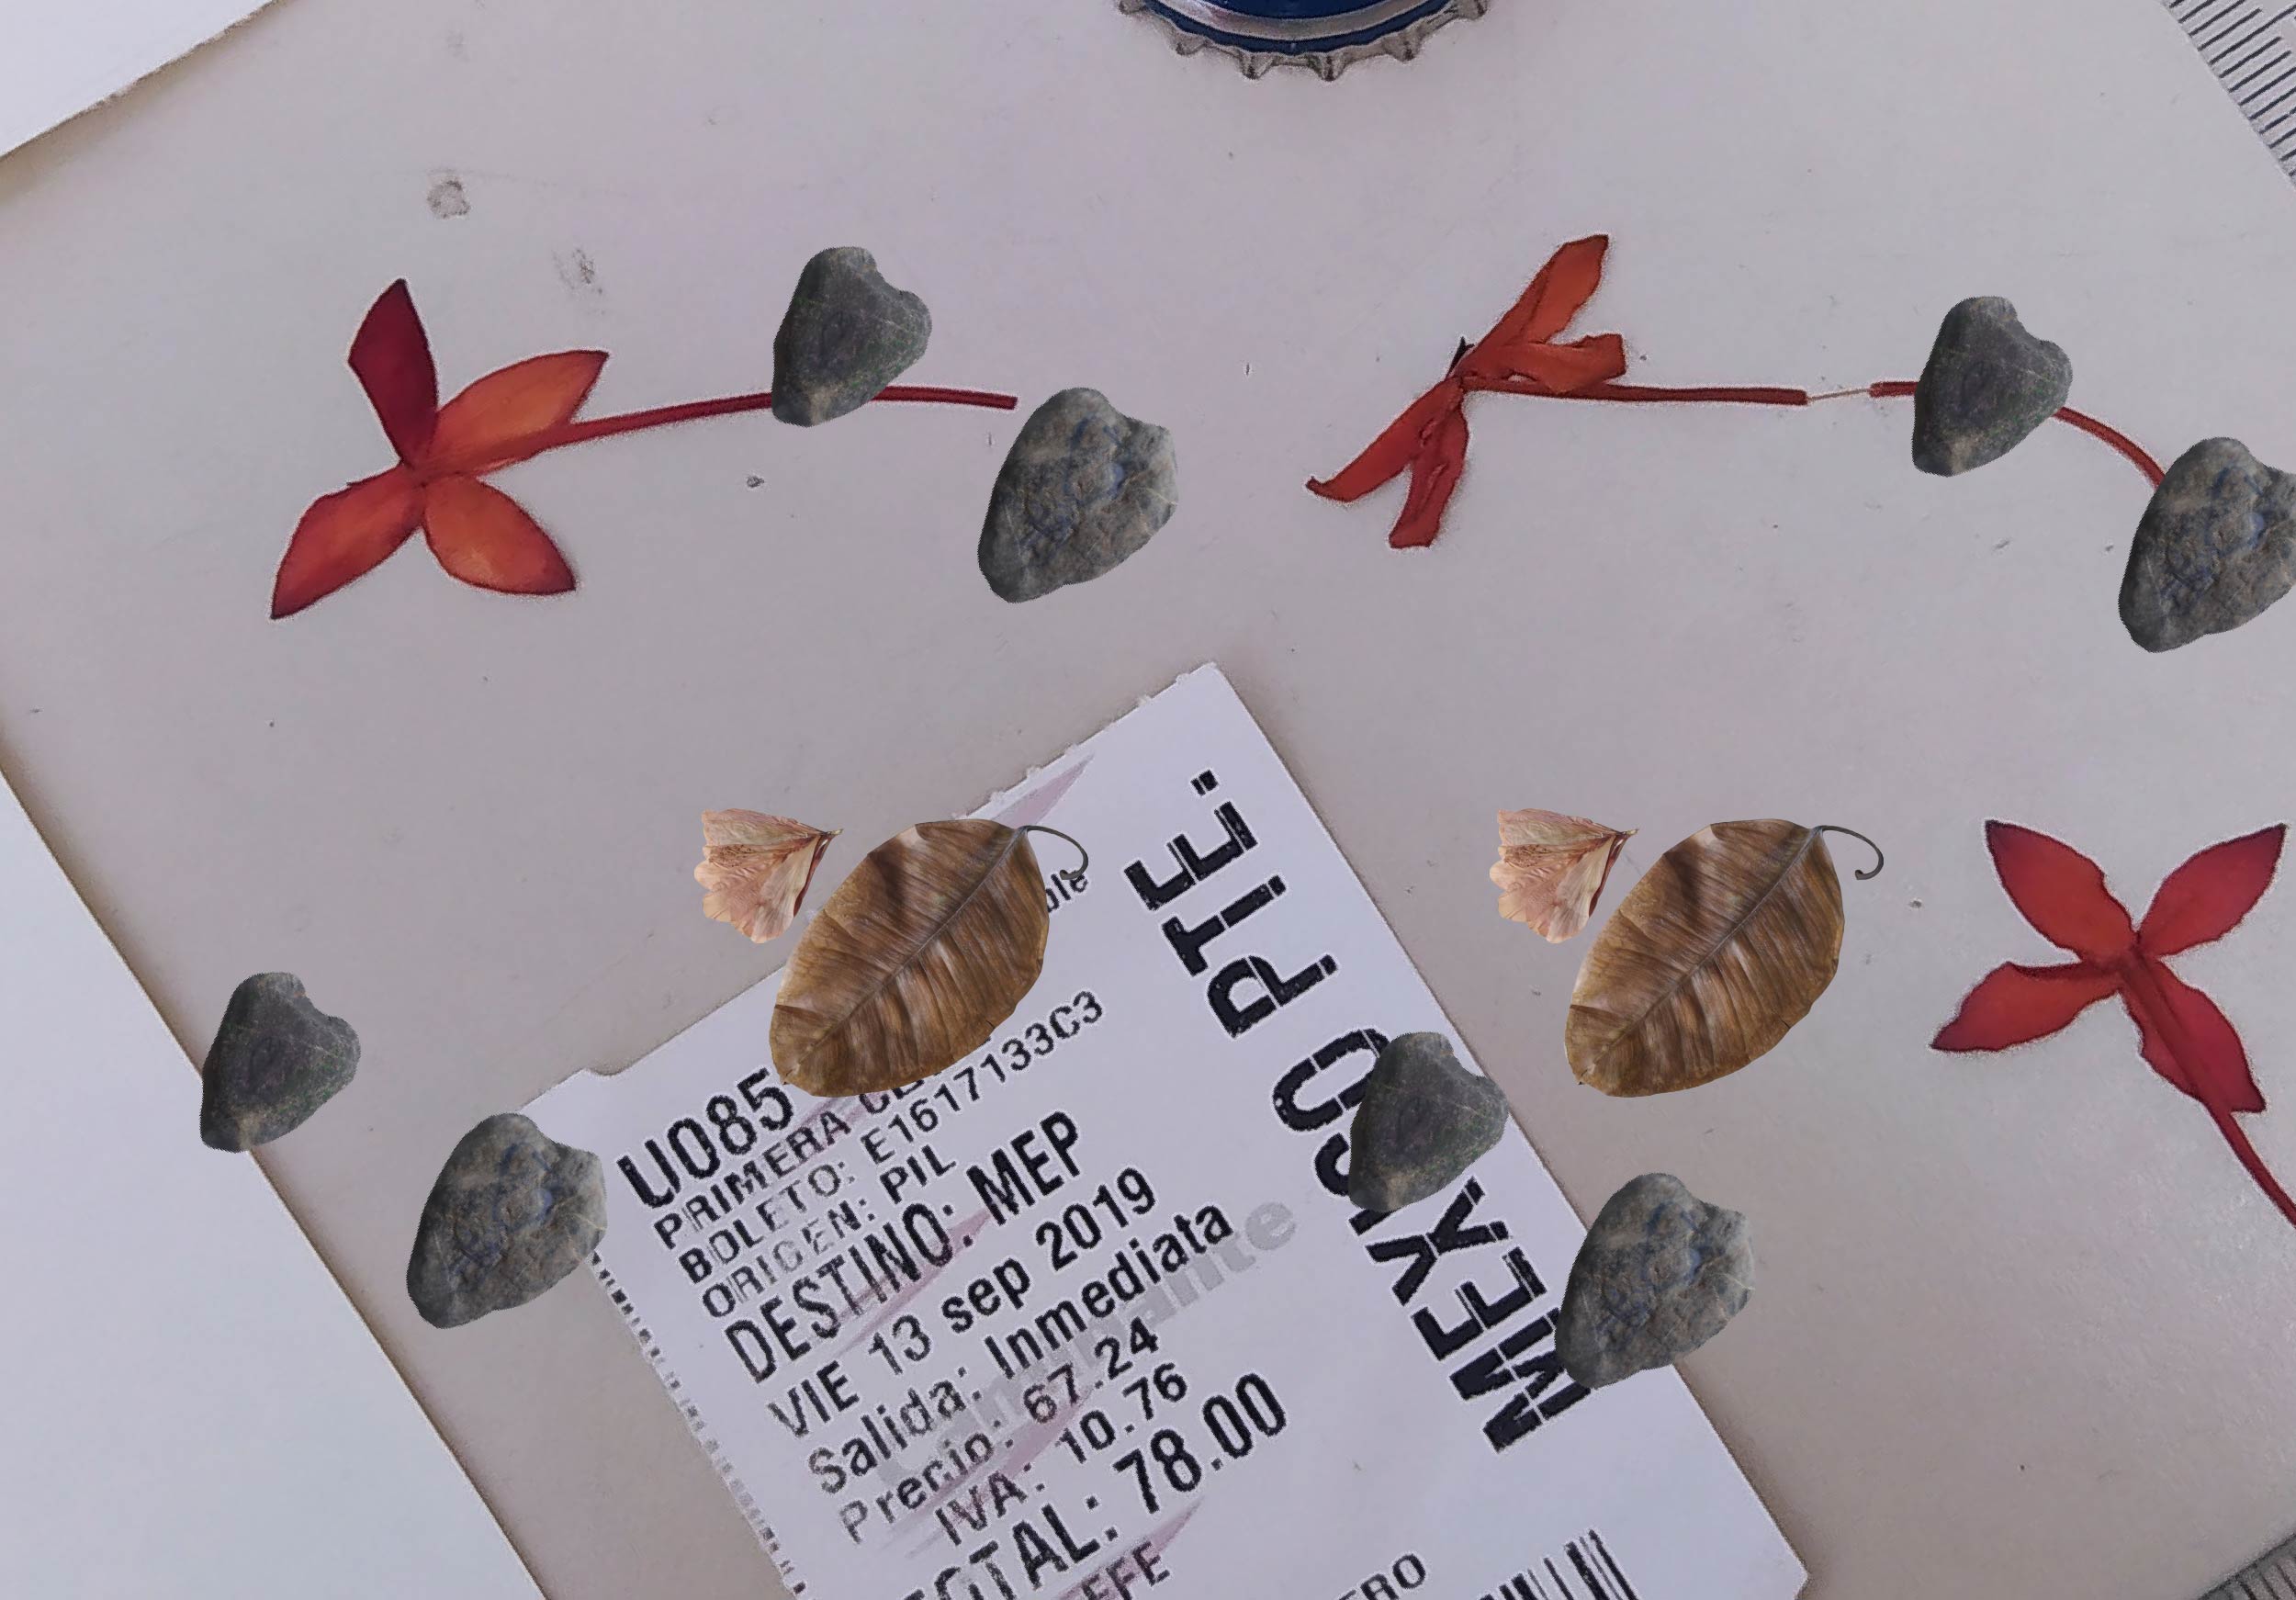 U085
PRIMERA
BOLETO: E161713303
ORIGEN: PIL
DESTINO: MEP
VIE 13 sep 2019
Salida: Inmediata
Precio: 67.24
IVA: 10.76
TOTAL: 78.00
MEXICO PTE.